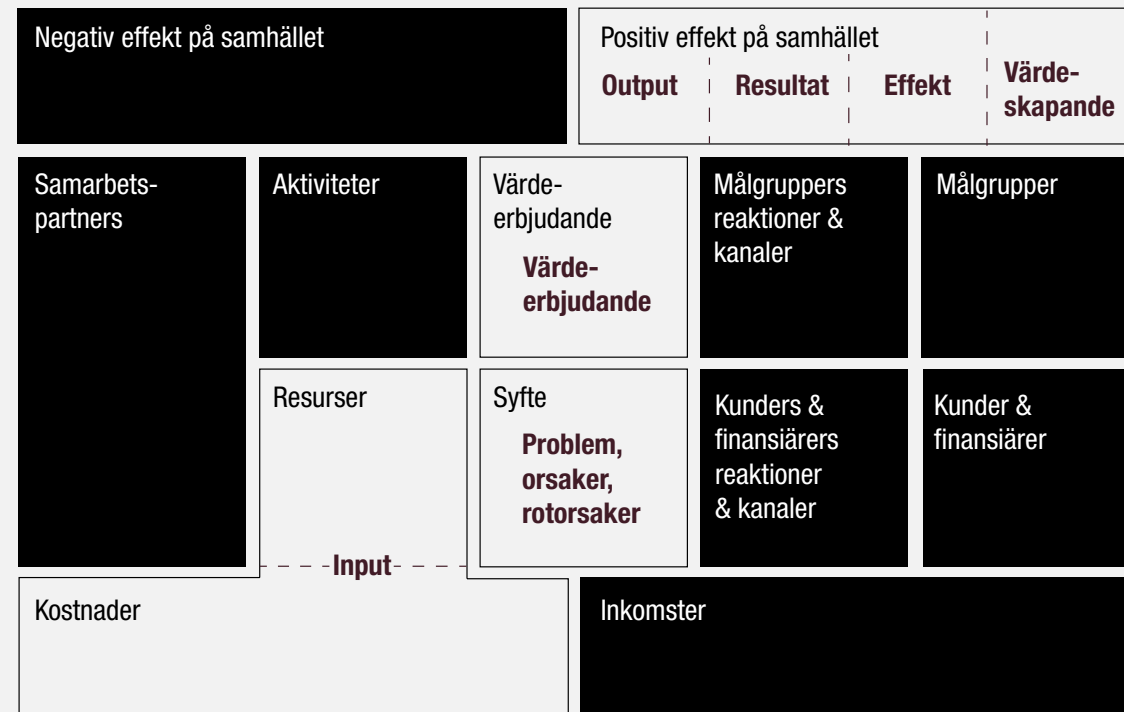 Negativ effekt på samhället
Positiv effekt på samhället
Output
Resultat
Effekt
Värde-
skapande
Samarbets-
partners
Aktiviteter
Värde-
erbjudande
Värde-
erbjudande
Målgruppers
reaktioner &
kanaler
Målgrupper
Resurser
Syfte
Problem,
orsaker,
rotorsaker
Kunders &
finansiärers
reaktioner
& kanaler
Kunder &
finansiärer
Input
Kostnader
Inkomster